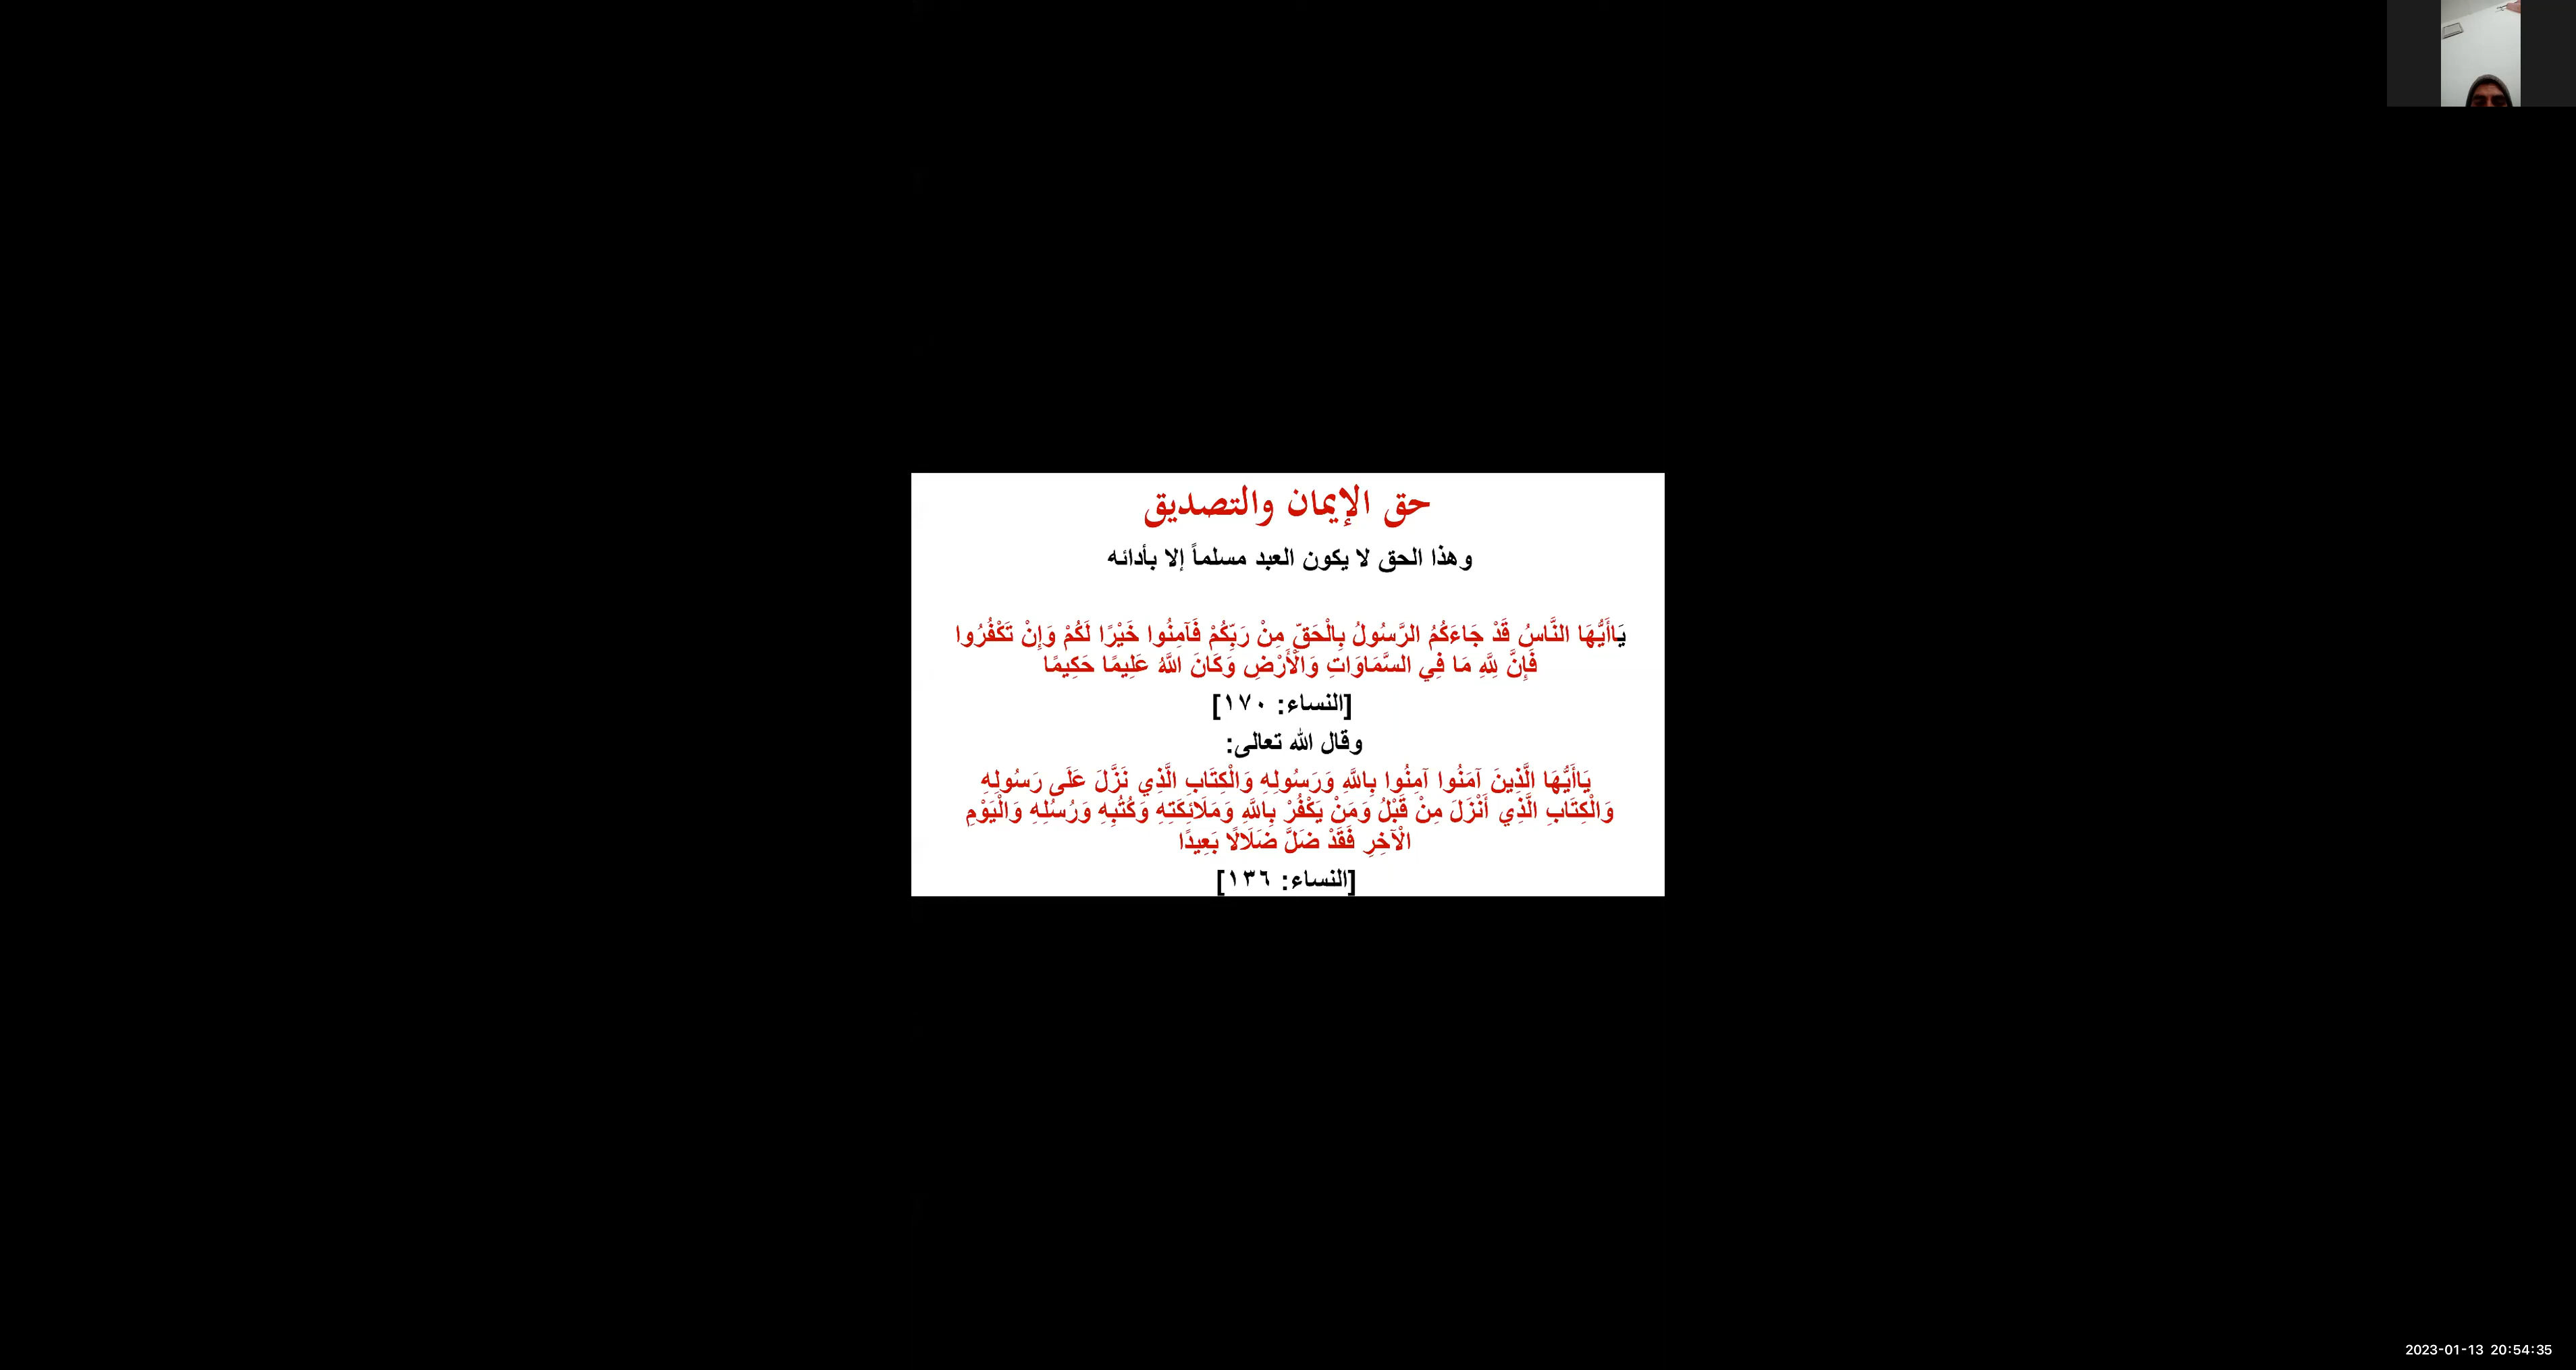 حق الإيمان والتصديق
وهذا الحق لا يكون العبد مسلماً إلا بأدائه
يَاأَيُّهَا النَّاسُ قَدْ جَاءَكُمُ الرَّسُولُ بِالْحَقِّ مِنْ رَبِّكُمْ فَآمِنُوا خَيْرًا لَكُمْ وَإِنْ تَكْفُرُوا
فَإِنَّ لِلَّهِ مَا فِي السَّمَاوَاتِ وَالْأَرْضِ وَكَانَ اللَّهُ عَلِيمًا حَكِيمًا
[النساء: ١٧٠]
وقال الله تعالى:
يَاأَيُّهَا الَّذِينَ آمَنُوا آمِنُوا بِاللَّهِ وَرَسُولِهِ وَالْكِتَابِ الَّذِي نَزَّلَ عَلَى رَسُولِهِ
وَالْكِتَابِ الَّذِي أَنْزَلَ مِنْ قَبْلُ وَمَنْ يَكْفُرْ بِاللَّهِ وَمَلَائِكَتِهِ وَكُتُبِهِ وَرُسُلِهِ وَالْيَوْمِ
الْآخِرِ فَقَدْ ضَلَّ ضَلَالًا بَعِيدًا
[النساء: ١٣٦]
2023-01-13 20:54:35